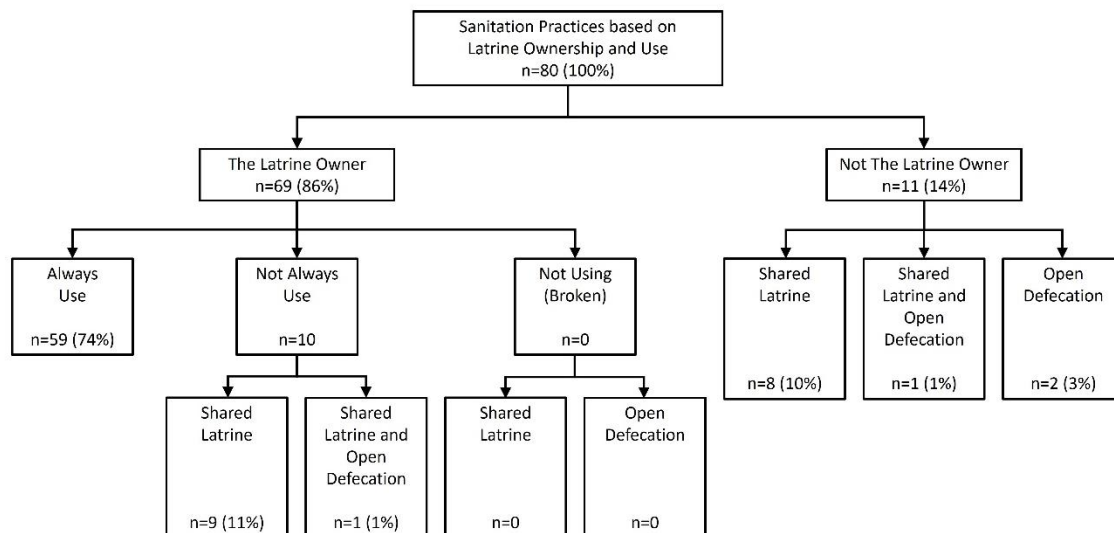 Sanitation Practices based on
Latrine Ownership and Use
n=80 (100%)
The Latrine Owner
n=69 (86%)
Not The Latrine Owner
n=11 (14%)
Always
Use
n=59 (74%)
Not Always
Use
n=10
Not Using
(Broken)
n=0
Shared
Latrine
n=8 (10%)
Shared
Latrine and
Open
Defecation
n=1 (1%)
Open
Defecation
n=2 (3%)
Shared
Latrine
n=9 (11%)
Shared
Latrine and
Open
Defecation
n=1 (1%)
Shared
Latrine
n=0
Open
Defecation
n=0